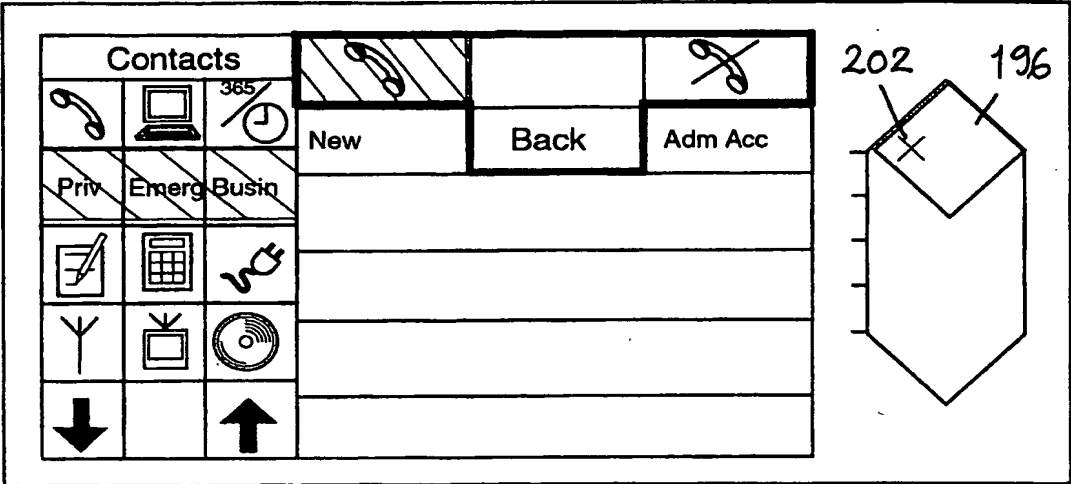 Contacts
202
196
365
New
Back
Adm Acc
Priv
Emerg
Busin